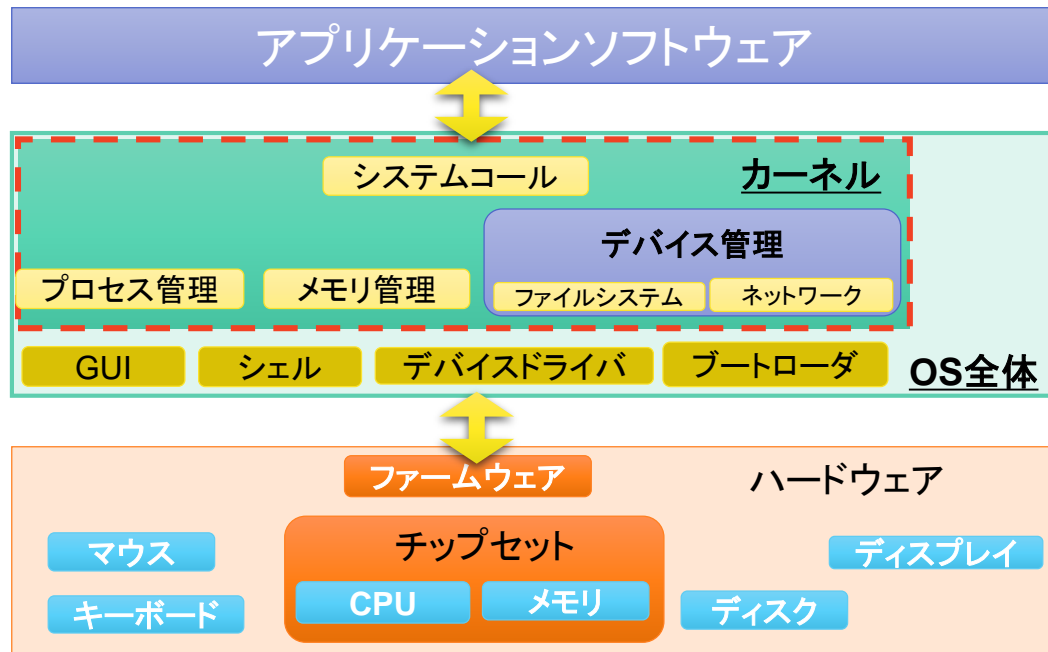 アプリケーションソフトウェア
システムコール
カーネル
デバイス管理
プロセス管理
メモリ管理
ファイルシステム
ネットワーク
GUI
シェル
デバイスドライバ
ブートローダ
OS全体
ファームウェア
ハードウェア
マウス
チップセット
ディスプレイ
キーボード
CPU
メモリ
ディスク